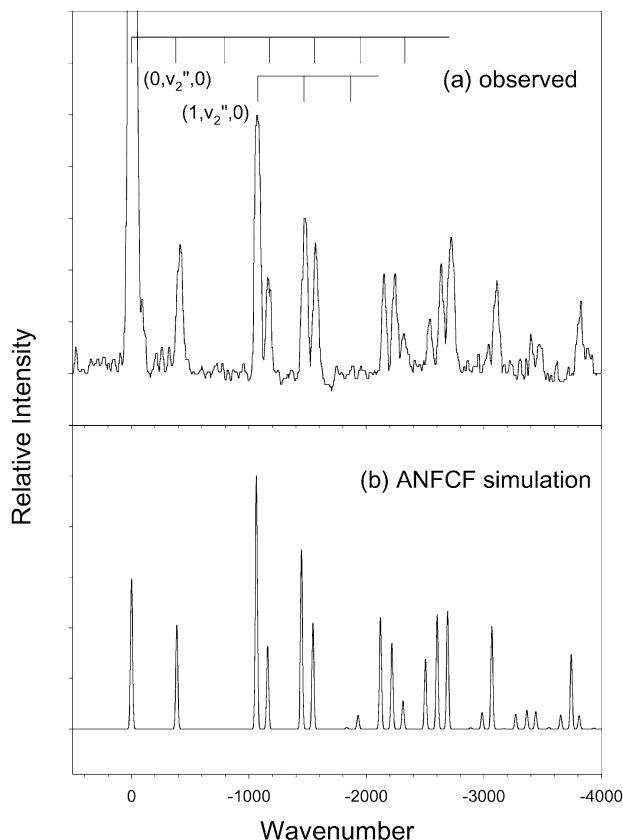 (a) observed
(0,v2",0)
(1,v2",0)
(b) ANFCF simulation
Relative Intensity
0 -1000 -2000 -3000 -4000
Wavenumber